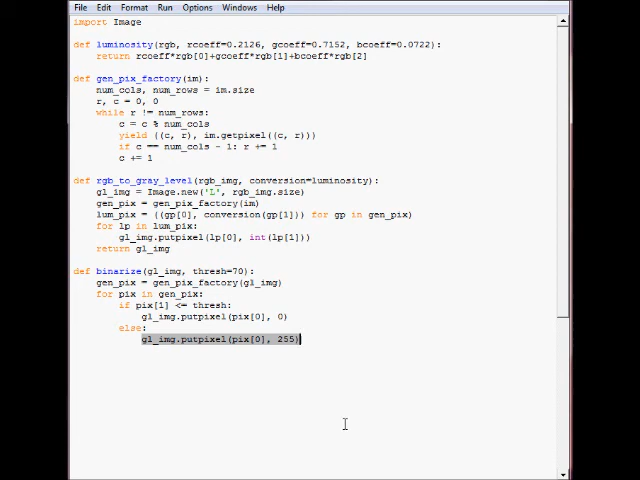 File Edit Format Run Options Windows Help
import Image
def luminosity(rgb, rcoeff=0.2126, gcoeff=0.7152, bcoeff=0.0722):
    return rcoeff*rgb[0]+gcoeff*rgb[1]+bcoeff*rgb[2]
def gen_pix_factory(im):
    num_cols, num_rows = im.size
    r, c = 0, 0
    while r != num_rows:
        c = c % num_cols
        yield ((c, r), im.getpixel((c, r)))
        if c == num_cols - 1: r += 1
        c += 1
def rgb_to_gray_level(rgb_img, conversion=luminosity):
    gl_img = Image.new('L', rgb_img.size)
    gen_pix = gen_pix_factory(im)
    lum_pix = ((gp[0], conversion(gp[1])) for gp in gen_pix)
    for lp in lum_pix:
        gl_img.putpixel(lp[0], int(lp[1]))
    return gl_img
def binarize(gl_img, thresh=70):
    gen_pix = gen_pix_factory(gl_img)
    for pix in gen_pix:
        if pix[1] <= thresh:
            gl_img.putpixel(pix[0], 0)
        else:
            gl_img.putpixel(pix[0], 255)